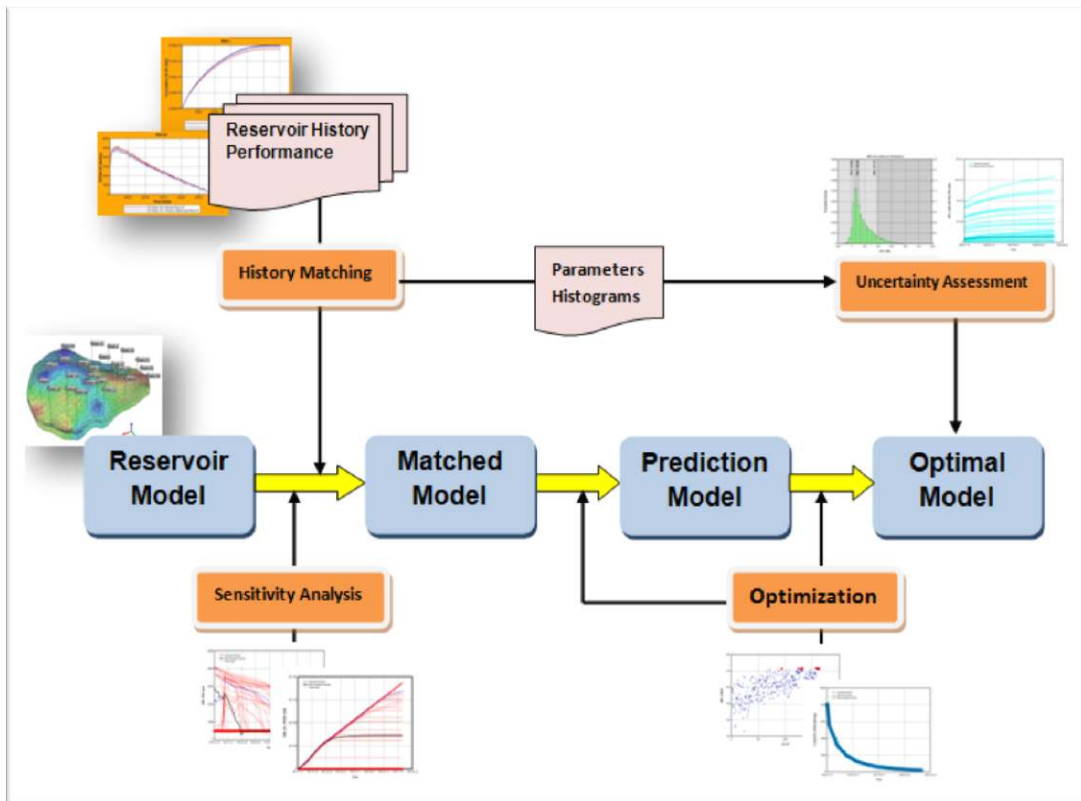 Reservoir History
Performance
History Matching
Parameters
Histograms
Uncertainty Assessment
Reservoir
Model
Matched
Model
Prediction
Model
Optimal
Model
Sensitivity Analysis
Optimization